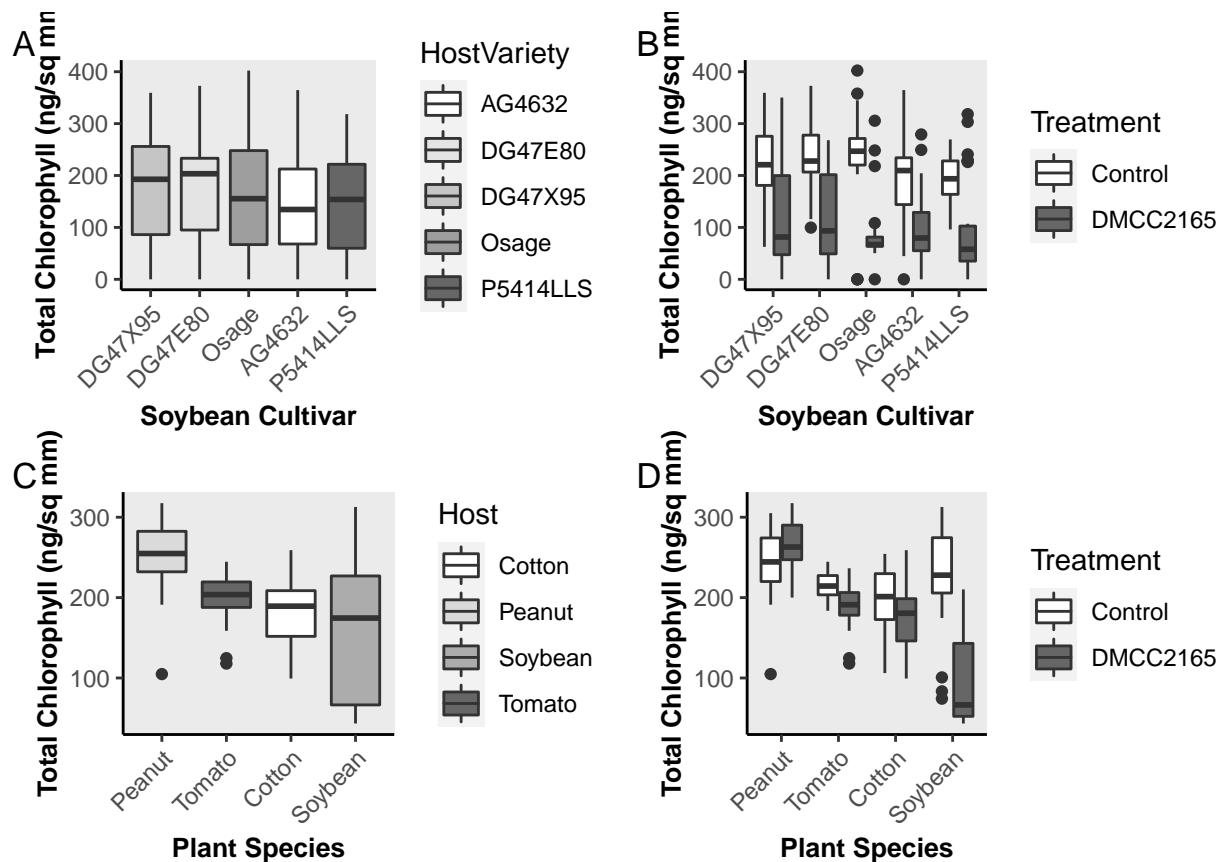 A
Total Chlorophyll (ng/sq mm
400
300
200
100
0
DG47X95
DG47E80
Osage
AG4632
P5414LLS
Soybean Cultivar
HostVariety
AG4632
DG47E80
DG47X95
Osage
P5414LLS
B
Total Chlorophyll (ng/sq mm
400
300
200
100
0
DG47X95
DG47E80
Osage
AG4632
P5414LLS
Soybean Cultivar
Treatment
Control
DMCC2165
C
Total Chlorophyll (ng/sq mm)
300
200
100
Peanut
Tomato
Cotton
Soybean
Plant Species
Host
Cotton
Peanut
Soybean
Tomato
D
Total Chlorophyll (ng/sq mm)
300
200
100
Peanut
Tomato
Cotton
Soybean
Plant Species
Treatment
Control
DMCC2165